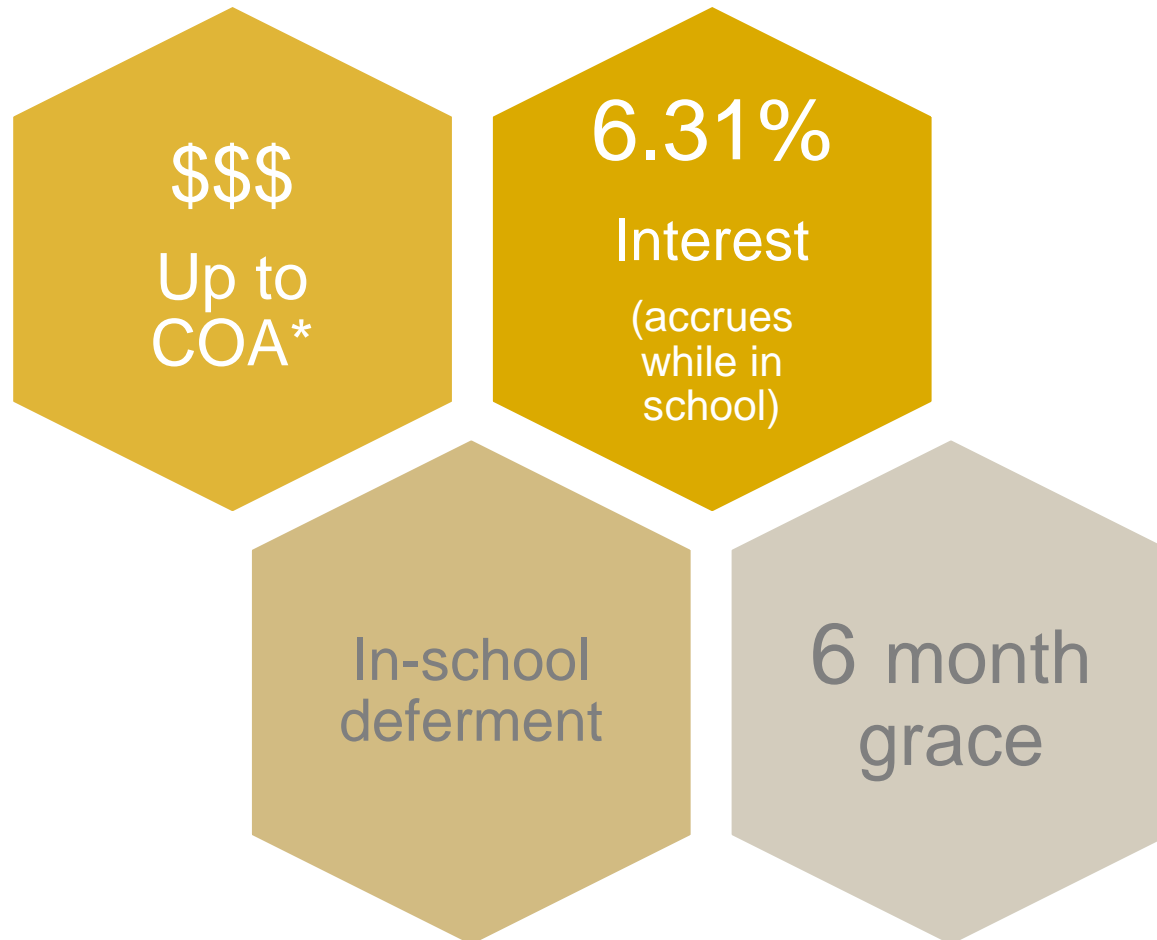 $$$
Up to
COA*
6.31%
Interest
(accrues
while in
school)
In-school
deferment
6 month
grace